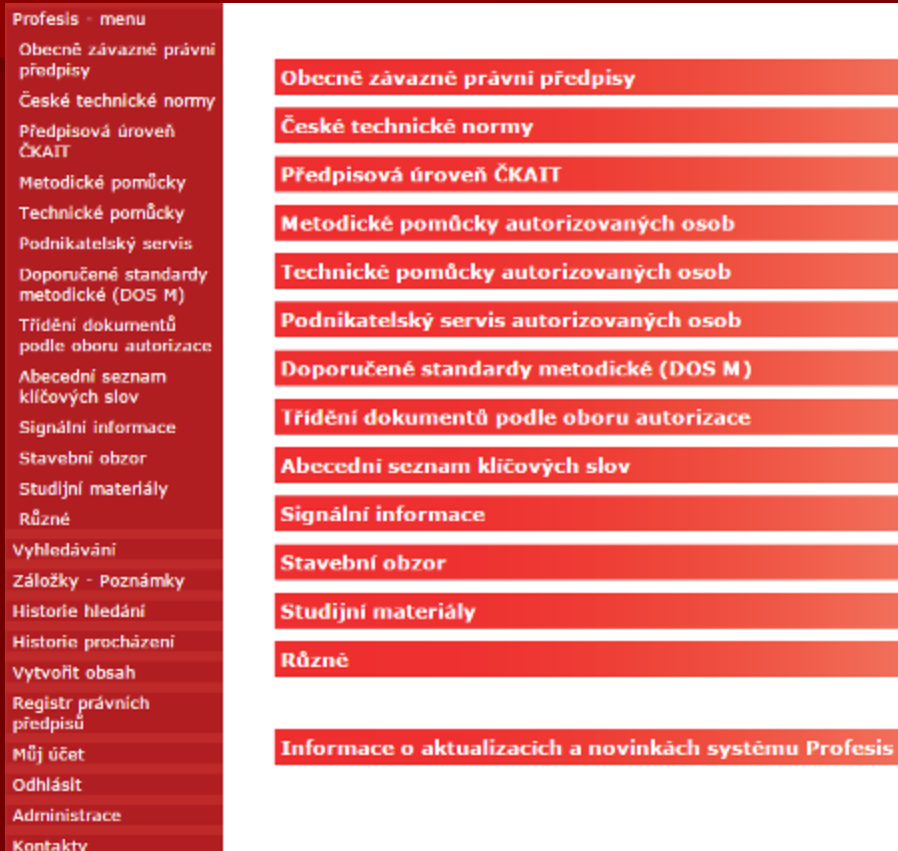 Profesis - menu
Obecně závazné právní
předpisy
České technické normy
Předpisová úroveň
ČKAIT
Metodické pomůcky
Technické pomůcky
Podnikatelský servis
Doporučené standardy
metodické (DOS M)
Třídění dokumentů
podle oboru autorizace
Abecední seznam
klíčových slov
Signální informace
Stavební obzor
Studijní materiály
Různé
Vyhledávání
Záložky - Poznámky
Historie hledání
Historie procházení
Vytvořit obsah
Registr právních
předpisů
Můj účet
Odhlásit
Administrace
Kontakty
Obecně závazné právní předpisy
České technické normy
Předpisová úroveň ČKAIT
Metodické pomůcky autorizovaných osob
Technické pomůcky autorizovaných osob
Podnikatelský servis autorizovaných osob
Doporučené standardy metodické (DOS M)
Třídění dokumentů podle oboru autorizace
Abecední seznam klíčových slov
Signální informace
Stavební obzor
Studijní materiály
Různé
Informace o aktualizacích a novinkách systému Profesis